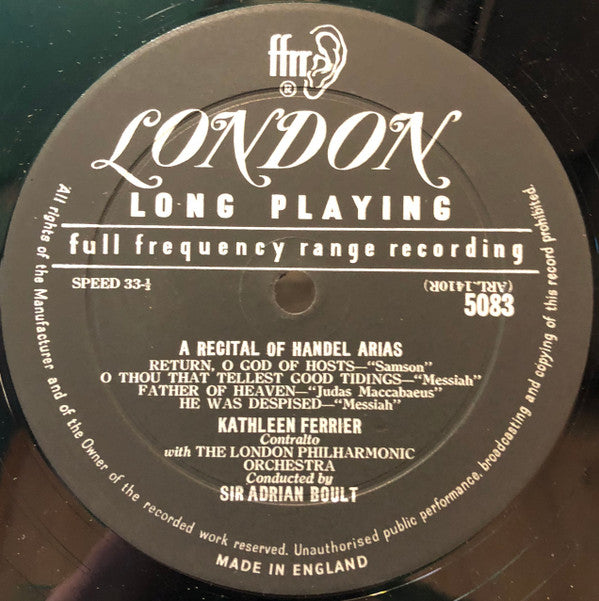 ffrr
®
LONDON
LONG PLAYING
full frequency range recording
SPEED 33-⅓
(ARL.1410R)
5083
A RECITAL OF HANDEL ARIAS
RETURN, O GOD OF HOSTS—“Samson”
O THOU THAT TELLEST GOOD TIDINGS—“Messiah”
FATHER OF HEAVEN—“Judas Maccabaeus”
HE WAS DESPISED—“Messiah”
KATHLEEN FERRIER
Contralto
with THE LONDON PHILHARMONIC
ORCHESTRA
Conducted by
SIR ADRIAN BOULT
All rights of the Manufacturer and of the Owner of the recorded work reserved. Unauthorised public performance, broadcasting and copying of this record prohibited.
MADE IN ENGLAND